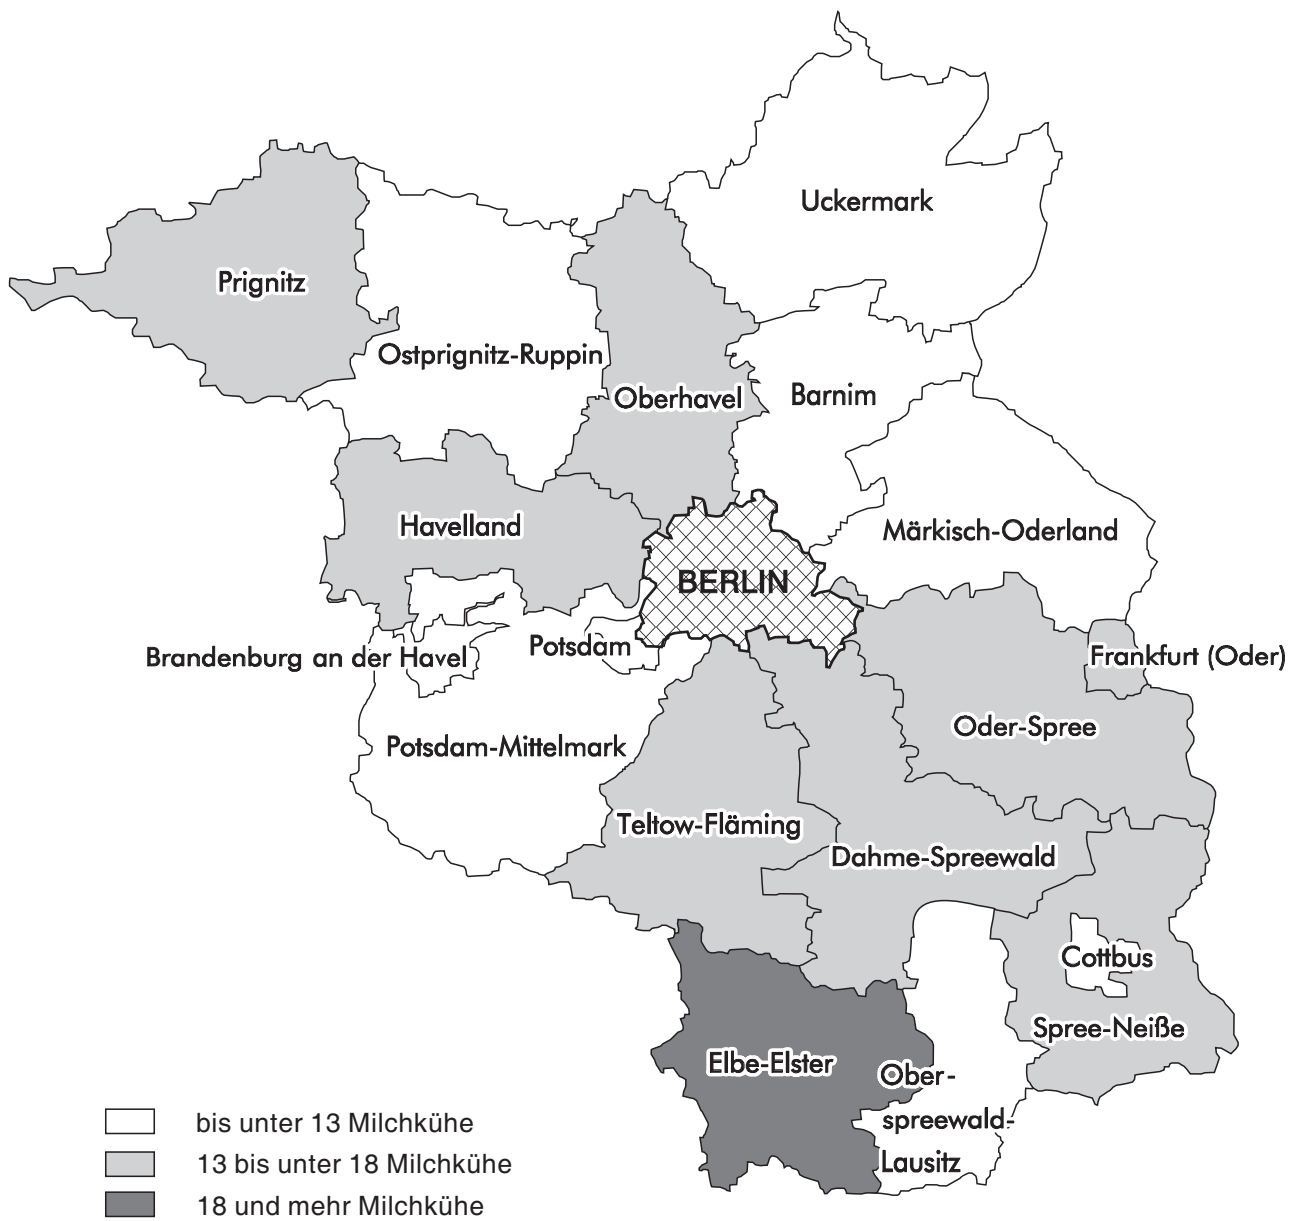 Uckermark
Prignitz
Ostprignitz-Ruppin
Oberhavel
Barnim
Havelland
Märkisch-Oderland
BERLIN
Brandenburg an der Havel
Potsdam
Frankfurt (Oder)
Potsdam-Mittelmark
Oder-Spree
Teltow-Fläming
Dahme-Spreewald
Cottbus
Spree-Neiße
Elbe-Elster
Ober-
spreewald-
Lausitz
bis unter 13 Milchkühe
13 bis unter 18 Milchkühe
18 und mehr Milchkühe